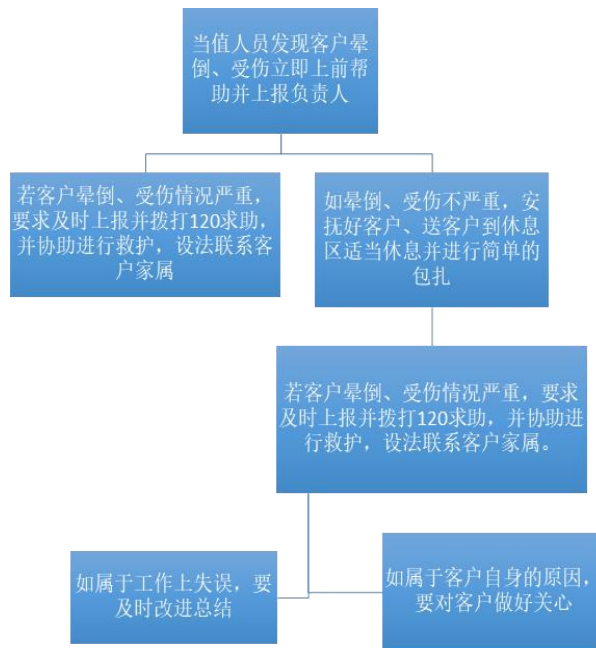 当值人员发现客户晕
倒、受伤立即上前帮
助并上报负责人
若客户晕倒、受伤情况严重，
要求及时上报并拨打120求助，
并协助进行救护，设法联系客
户家属
如晕倒、受伤不严重，安
抚好客户、送客户到休息
区适当休息并进行简单的
包扎
若客户晕倒、受伤情况严重，要求
及时上报并拨打120求助，并协助进
行救护，设法联系客户家属。
如属于工作上失误，要
及时改进总结
如属于客户自身的原因，
要对客户做好关心